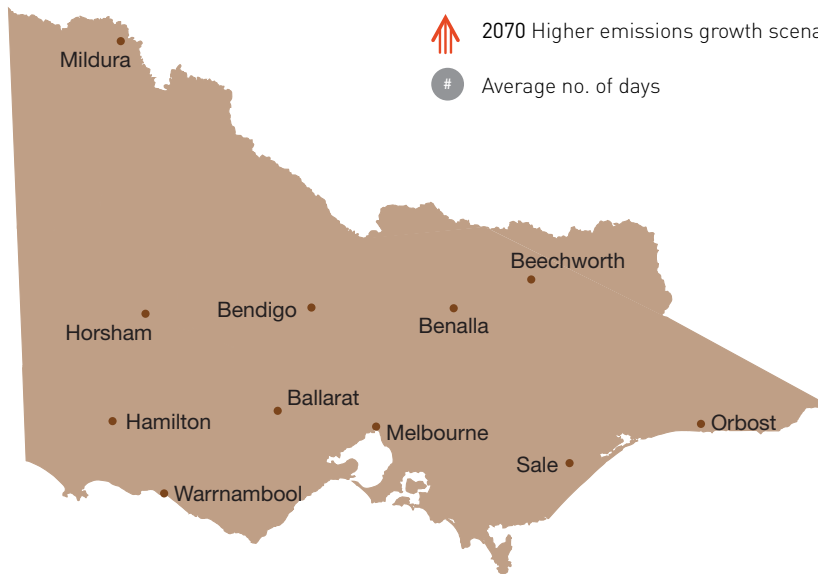 2070 Higher emissions growth scena
# Average no. of days
Mildura
Beechworth
Bendigo
Benalla
Horsham
Ballarat
Hamilton
Melbourne
Orbost
Sale
Warrnambool